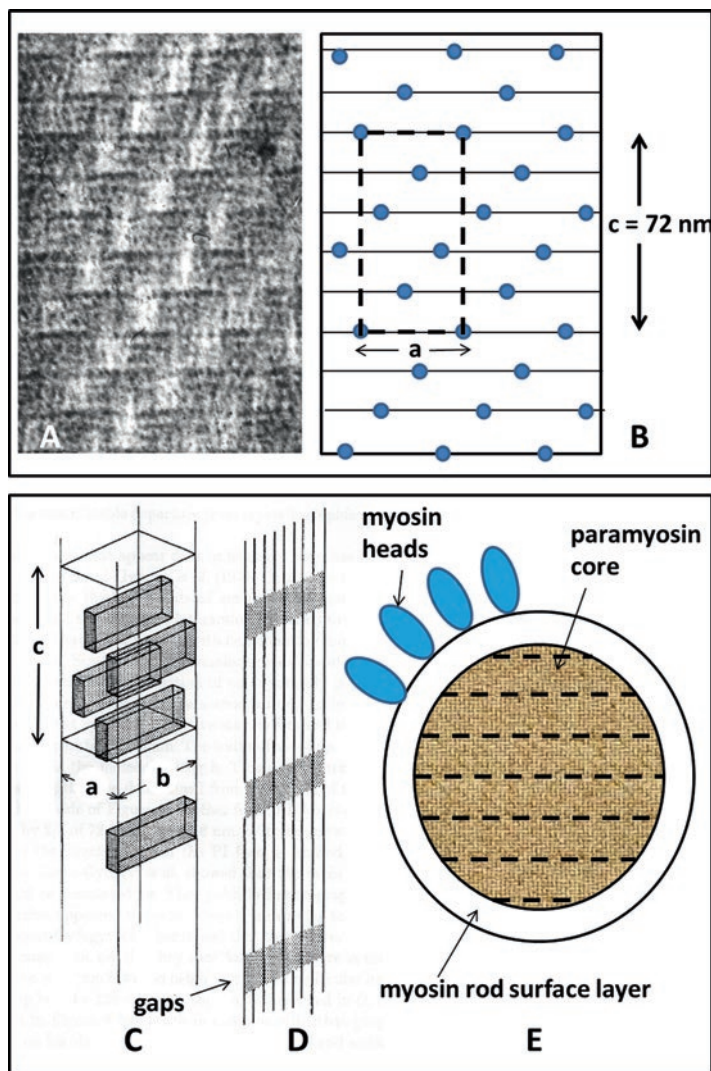 A
B
c = 72 nm
a
myosin
heads
paramyosin
core
c
a
b
gaps
myosin rod surface layer
C
D
E